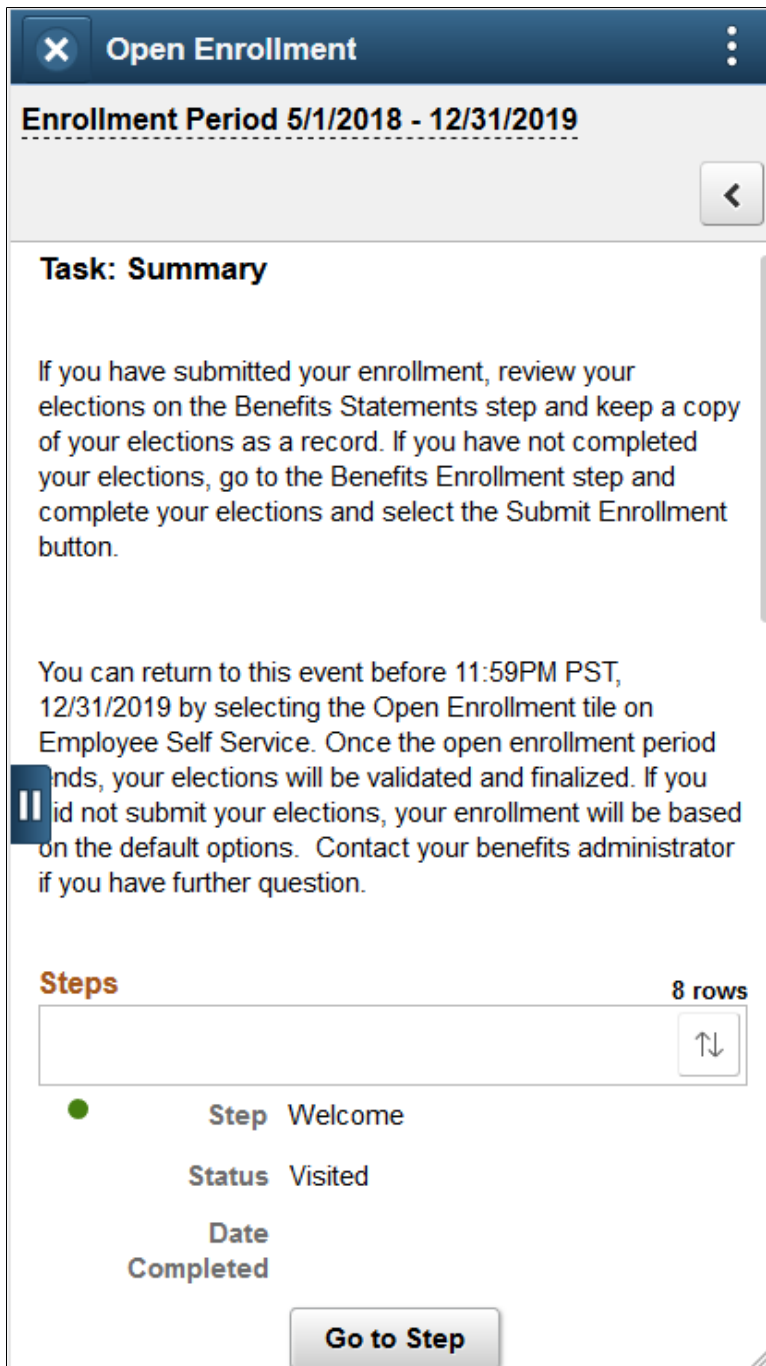 Open Enrollment
Enrollment Period 5/1/2018 - 12/31/2019
Task: Summary
If you have submitted your enrollment, review your
elections on the Benefits Statements step and keep a copy
of your elections as a record. If you have not completed
your elections, go to the Benefits Enrollment step and
complete your elections and select the Submit Enrollment
button.
You can return to this event before 11:59PM PST,
12/31/2019 by selecting the Open Enrollment tile on
Employee Self Service. Once the open enrollment period
ends, your elections will be validated and finalized. If you
did not submit your elections, your enrollment will be based
on the default options.  Contact your benefits administrator
if you have further question.
Steps
8 rows
Step Welcome
Status Visited
Date
Completed
Go to Step